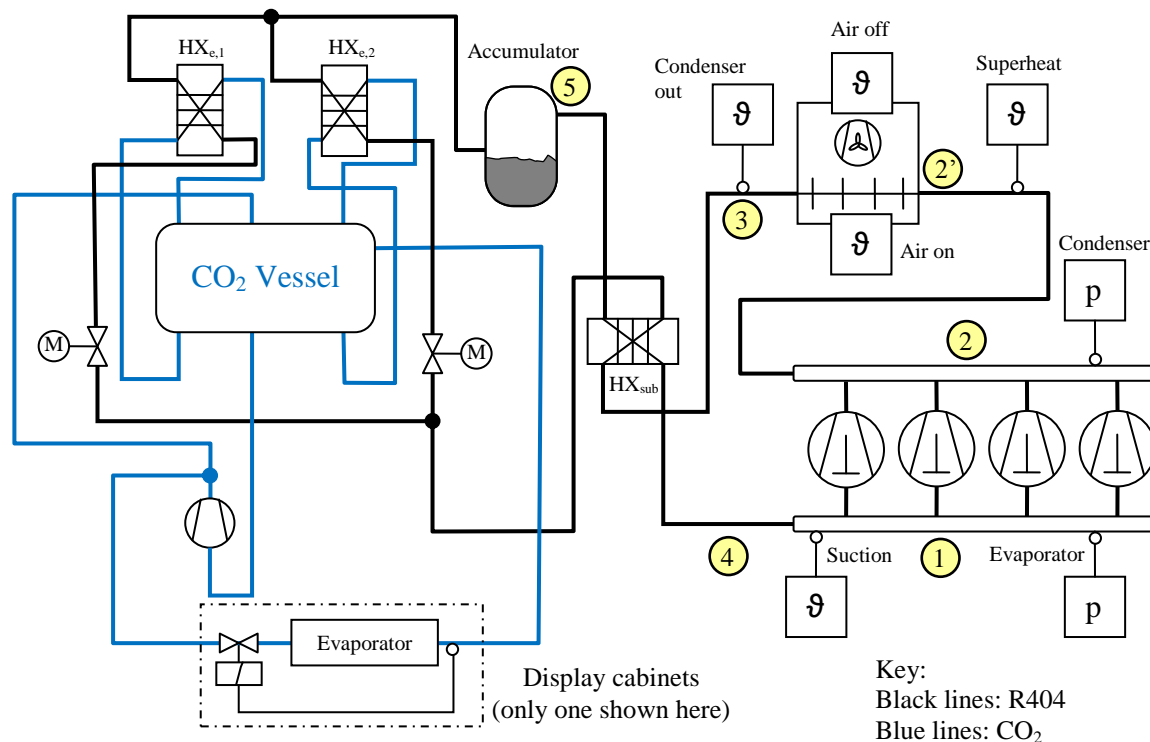 HXe,1
HXe,2
Accumulator
5
Condenser
out
ϑ
Air off
ϑ
Superheat
ϑ
2’
3
ϑ
Air on
Condenser
p
CO2 Vessel
M
M
HXsub
2
4
Suction
1
Evaporator
ϑ
p
Evaporator
Display cabinets
(only one shown here)
Key:
Black lines: R404
Blue lines: CO2